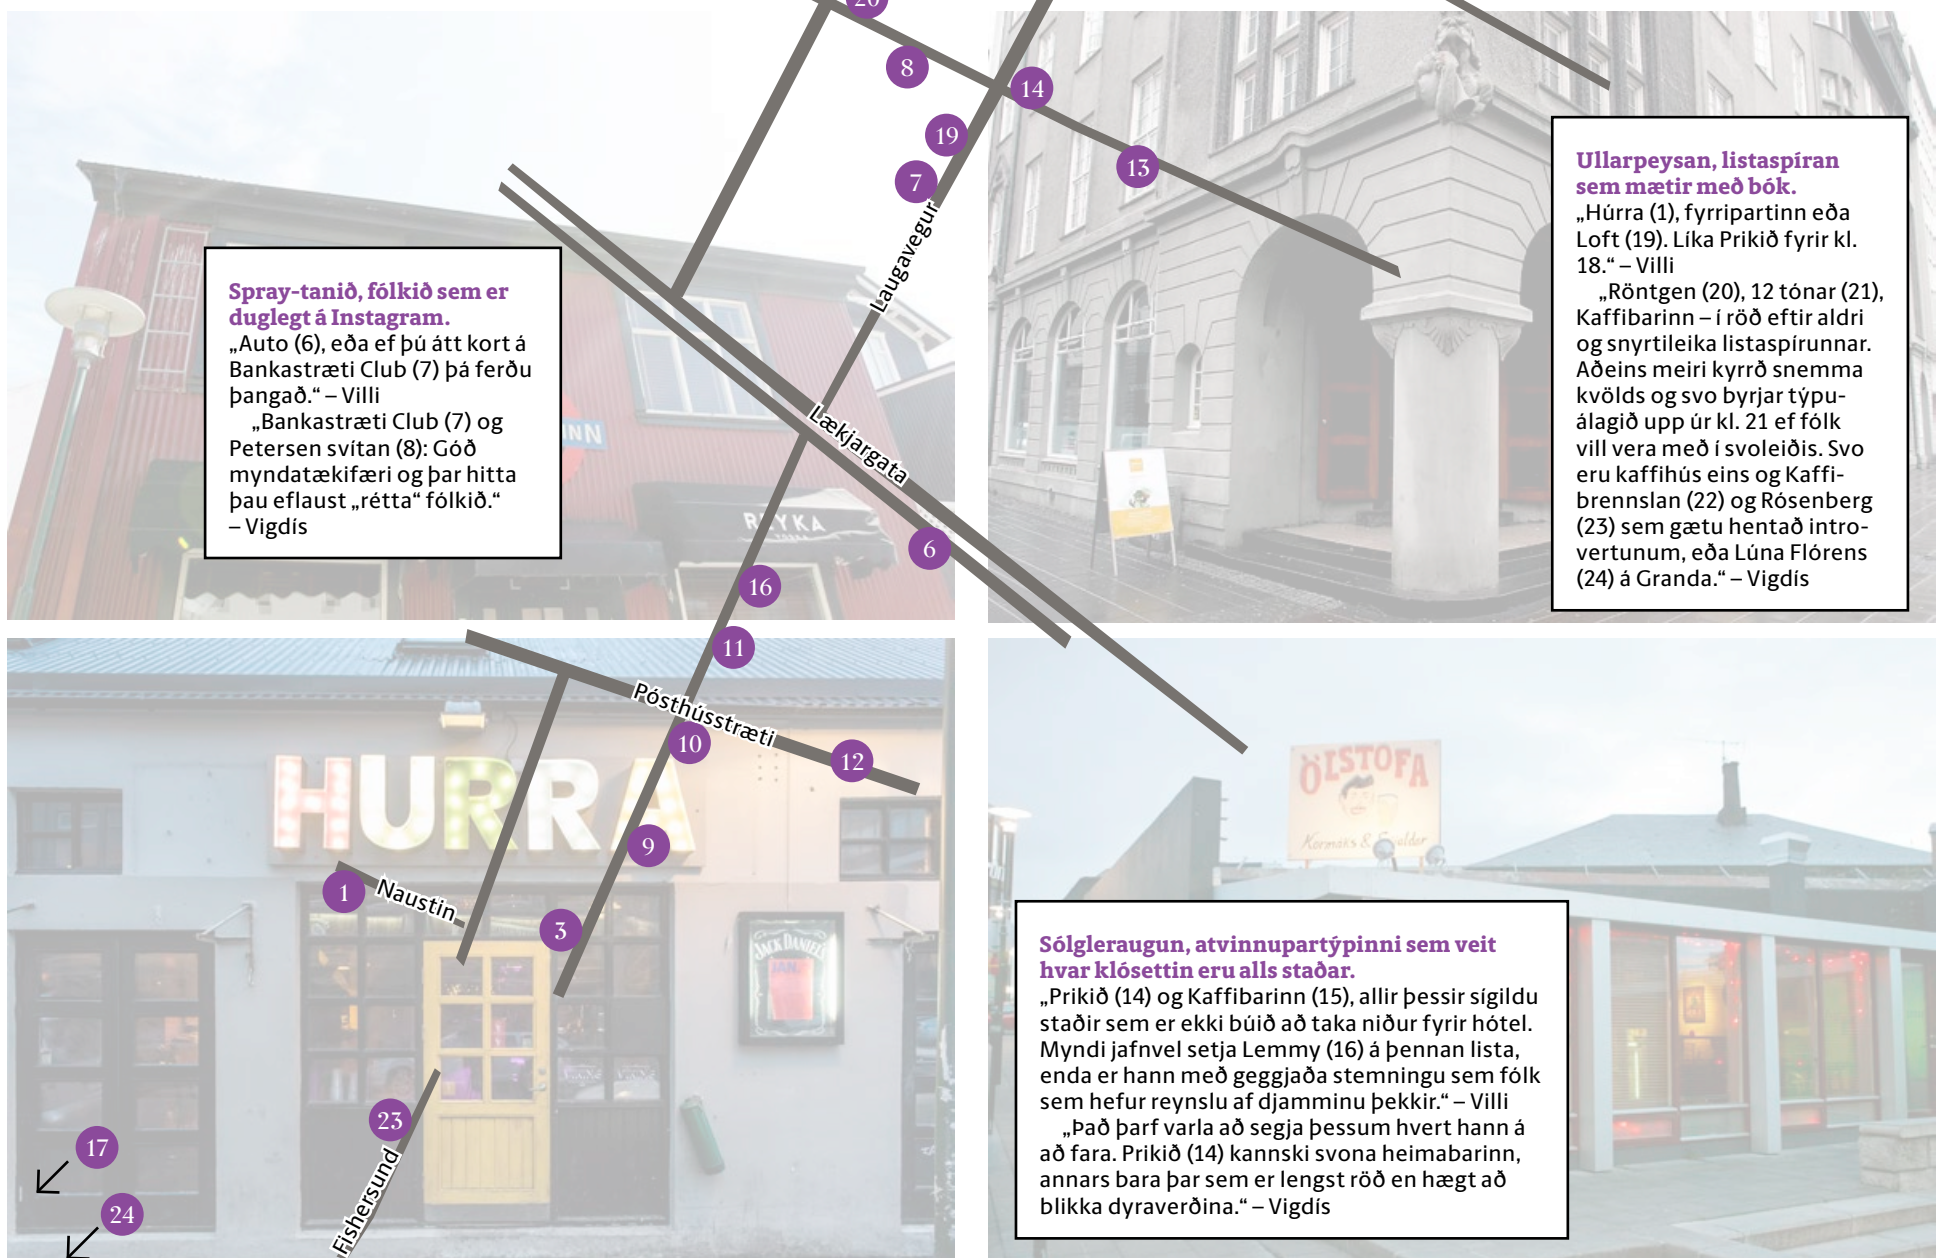 20
8
14
19
7
13
Laugavegur
Lækjargata
6
16
11
Pósthússtræti
10
12
9
3
1
Naustin
23
Fishersund
17
24
Spray-tanið, fólkið sem er
duglegt á Instagram.
„Auto (6), eða ef þú átt kort á
Bankastræti Club (7) þá ferðu
þangað.“ – Villi
„Bankastræti Club (7) og
Petersen svítan (8): Góð
myndatækifæri og þar hitta
þau eflaust „rétta“ fólkið.“
– Vigdís
Ullarpeysan, listaspíran
sem mætir með bók.
„Húrra (1), fyrripartinn eða
Loft (19). Líka Prikið fyrir kl.
18.“ – Villi
„Röntgen (20), 12 tónar (21),
Kaffibarinn – í röð eftir aldri
og snyrtileika listaspírunnar.
Aðeins meiri kyrrð snemma
kvölds og svo byrjar týpu-
álagið upp úr kl. 21 ef fólk
vill vera með í svoleiðis. Svo
eru kaffihús eins og Kaffi-
brennslan (22) og Rósenberg
(23) sem gætu hentað intro-
vertunum, eða Lúna Flórens
(24) á Granda.“ – Vigdís
Sólgleraugun, atvinnupartýpinni sem veit
hvar klósettin eru alls staðar.
„Prikið (14) og Kaffibarinn (15), allir þessir sígildu
staðir sem er ekki búið að taka niður fyrir hótel.
Myndi jafnvel setja Lemmy (16) á þennan lista,
enda er hann með geggjaða stemningu sem fólk
sem hefur reynslu af djamminu þekkir.“ – Villi
„Það þarf varla að segja þessum hvert hann á
að fara. Prikið (14) kannski svona heimabarinn,
annars bara þar sem er lengst röð en hægt að
blikka dyraverðina.“ – Vigdís
REYKA
VODKA
HURRA
JACK DANIEL'S
JAN.
ÖLSTOFA
Kormáks &